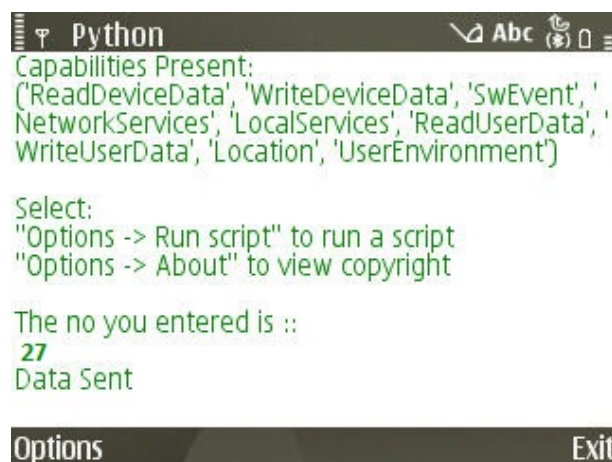 Python Abc
Capabilities Present:
('ReadDeviceData', 'WriteDeviceData', 'SwEvent', '
NetworkServices', 'LocalServices', 'ReadUserData', '
WriteUserData', 'Location', 'UserEnvironment')
Select:
"Options -> Run script" to run a script
"Options -> About" to view copyright
The no you entered is ::
27
Data Sent
Options Exit